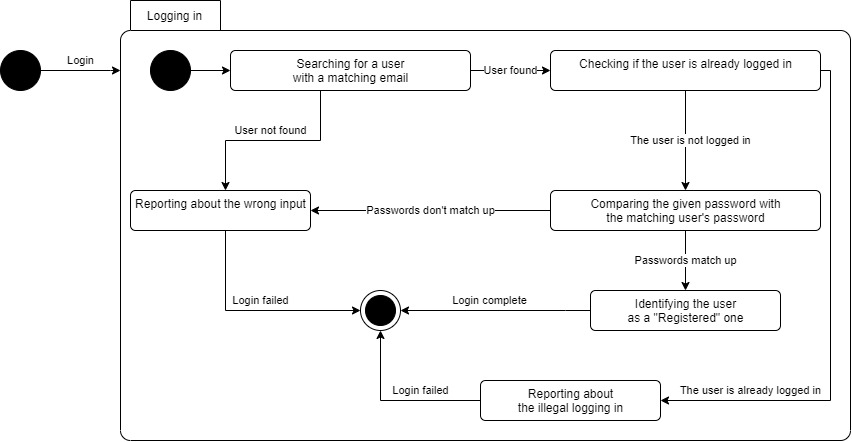 Logging in
Login
Searching for a user
with a matching email
User found
Checking if the user is already logged in
User not found
The user is not logged in
Reporting about the wrong input
Passwords don't match up
Comparing the given password with
the matching user's password
Passwords match up
Login failed
Login complete
Identifying the user
as a "Registered" one
Login failed
Reporting about
the illegal logging in
The user is already logged in